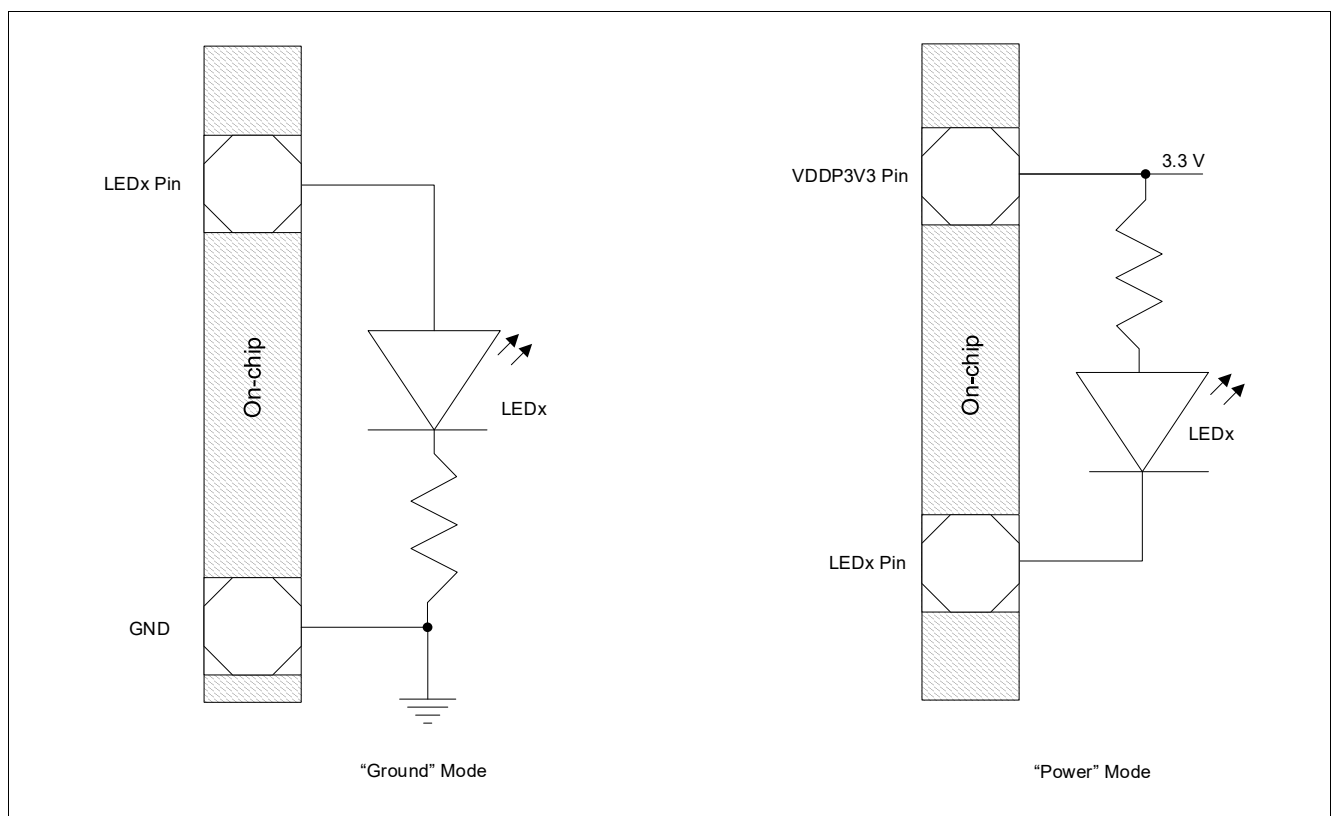 LEDx Pin
On-chip
LEDx
GND
“Ground” Mode
VDDP3V3 Pin
3.3 V
On-chip
LEDx
LEDx Pin
“Power” Mode